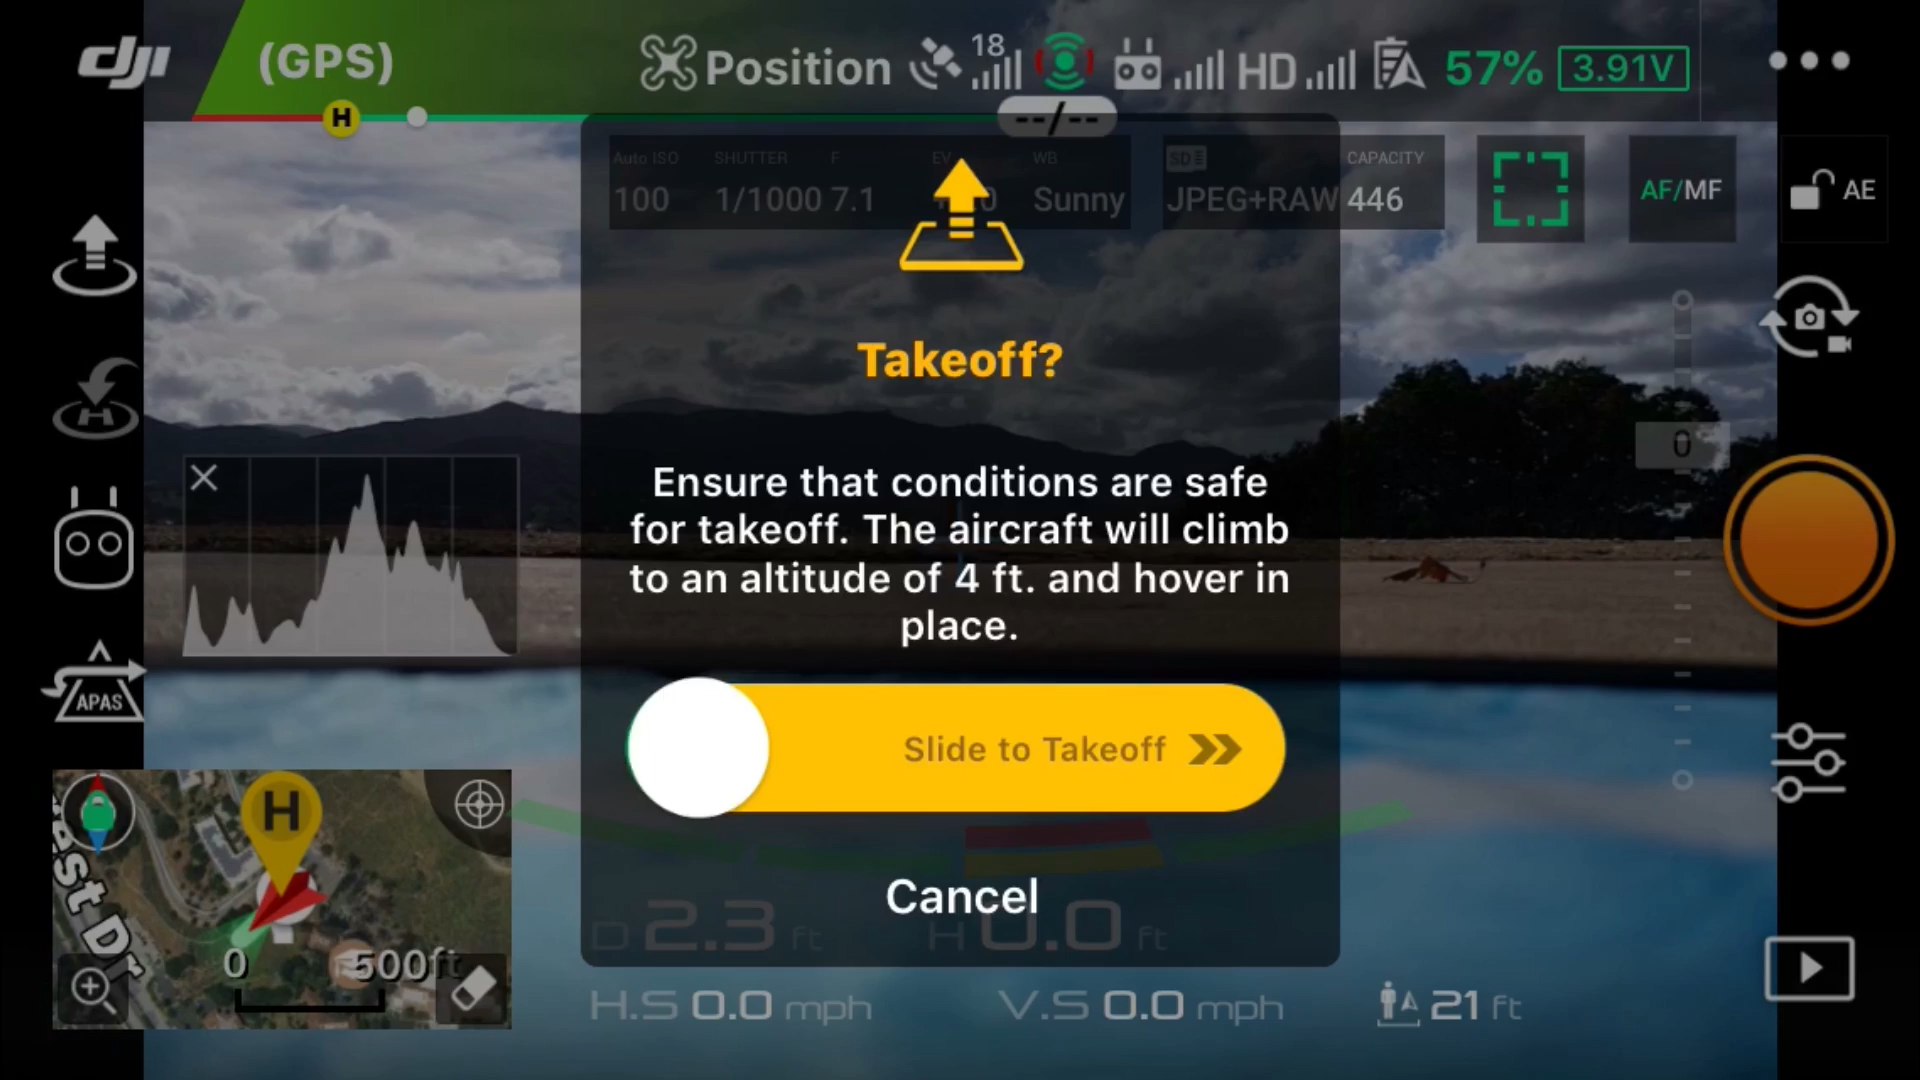 dji (GPS) Position 18 HD 57% 3.91V
H --/--
Auto ISO SHUTTER F EV WB SD CAPACITY
100 1/1000 7.1 Sunny JPEG+RAW 446 AF/MF AE
Takeoff?
0
Ensure that conditions are safe
for takeoff. The aircraft will climb
to an altitude of 4 ft. and hover in
place.
APAS
Slide to Takeoff
H
Cancel
D 2.3 ft H 0.0 ft
est Dr
0 500ft
H.S 0.0 mph V.S 0.0 mph 21 ft